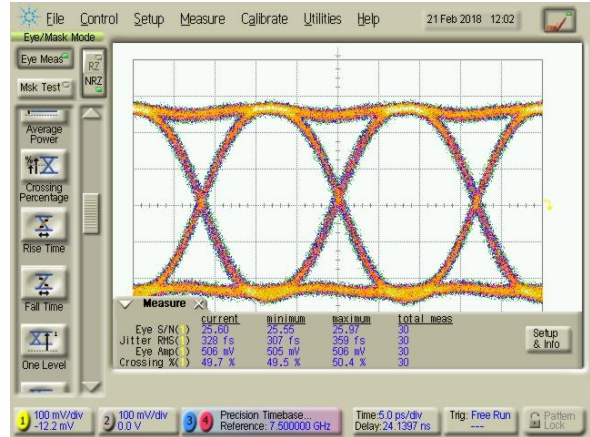 File Control Setup Measure Calibrate Utilities Help 21 Feb 2018 12:02
Eye/Mask Mode
Eye Meas
RZ
NRZ
Msk Test
Average
Power
Crossing
Percentage
Rise Time
Fall Time
One Level
Measure
current minimum maximum total meas
Eye S/N( ) 25.60 25.55 25.97 30
Jitter RMS( ) 328 fs 307 fs 359 fs 30
Eye Amp( ) 506 mV 505 mV 506 mV 30
Crossing %( ) 49.7 % 49.5 % 50.4 % 30
Setup
& Info
1 100 mV/div
-12.2 mV
2 100 mV/div
0.0 V
3 4
Precision Timebase...
Reference: 7.500000 GHz
Time:5.0 ps/div
Delay:24.1397 ns
Trig: Free Run
---
Pattern
Lock